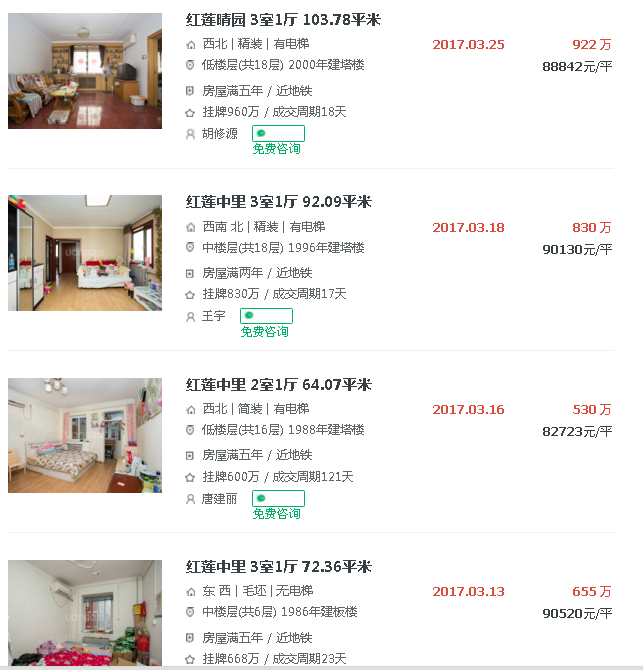 红莲晴园 3室1厅 103.78平米
西北 | 精装 | 有电梯
2017.03.25
922 万
低楼层(共18层) 2000年建塔楼
88842元/平
房屋满五年 / 近地铁
挂牌960万 / 成交周期18天
胡修源
免费咨询
红莲中里 3室1厅 92.09平米
西南 北 | 精装 | 有电梯
2017.03.18
830 万
中楼层(共18层) 1996年建塔楼
90130元/平
房屋满两年 / 近地铁
挂牌830万 / 成交周期17天
王宇
免费咨询
红莲中里 2室1厅 64.07平米
西北 | 简装 | 有电梯
2017.03.16
530 万
低楼层(共16层) 1988年建塔楼
82723元/平
房屋满五年 / 近地铁
挂牌600万 / 成交周期121天
唐建丽
免费咨询
红莲中里 3室1厅 72.36平米
东 西 | 毛坯 | 无电梯
2017.03.13
655 万
中楼层(共6层) 1986年建板楼
90520元/平
房屋满五年 / 近地铁
挂牌668万 / 成交周期23天